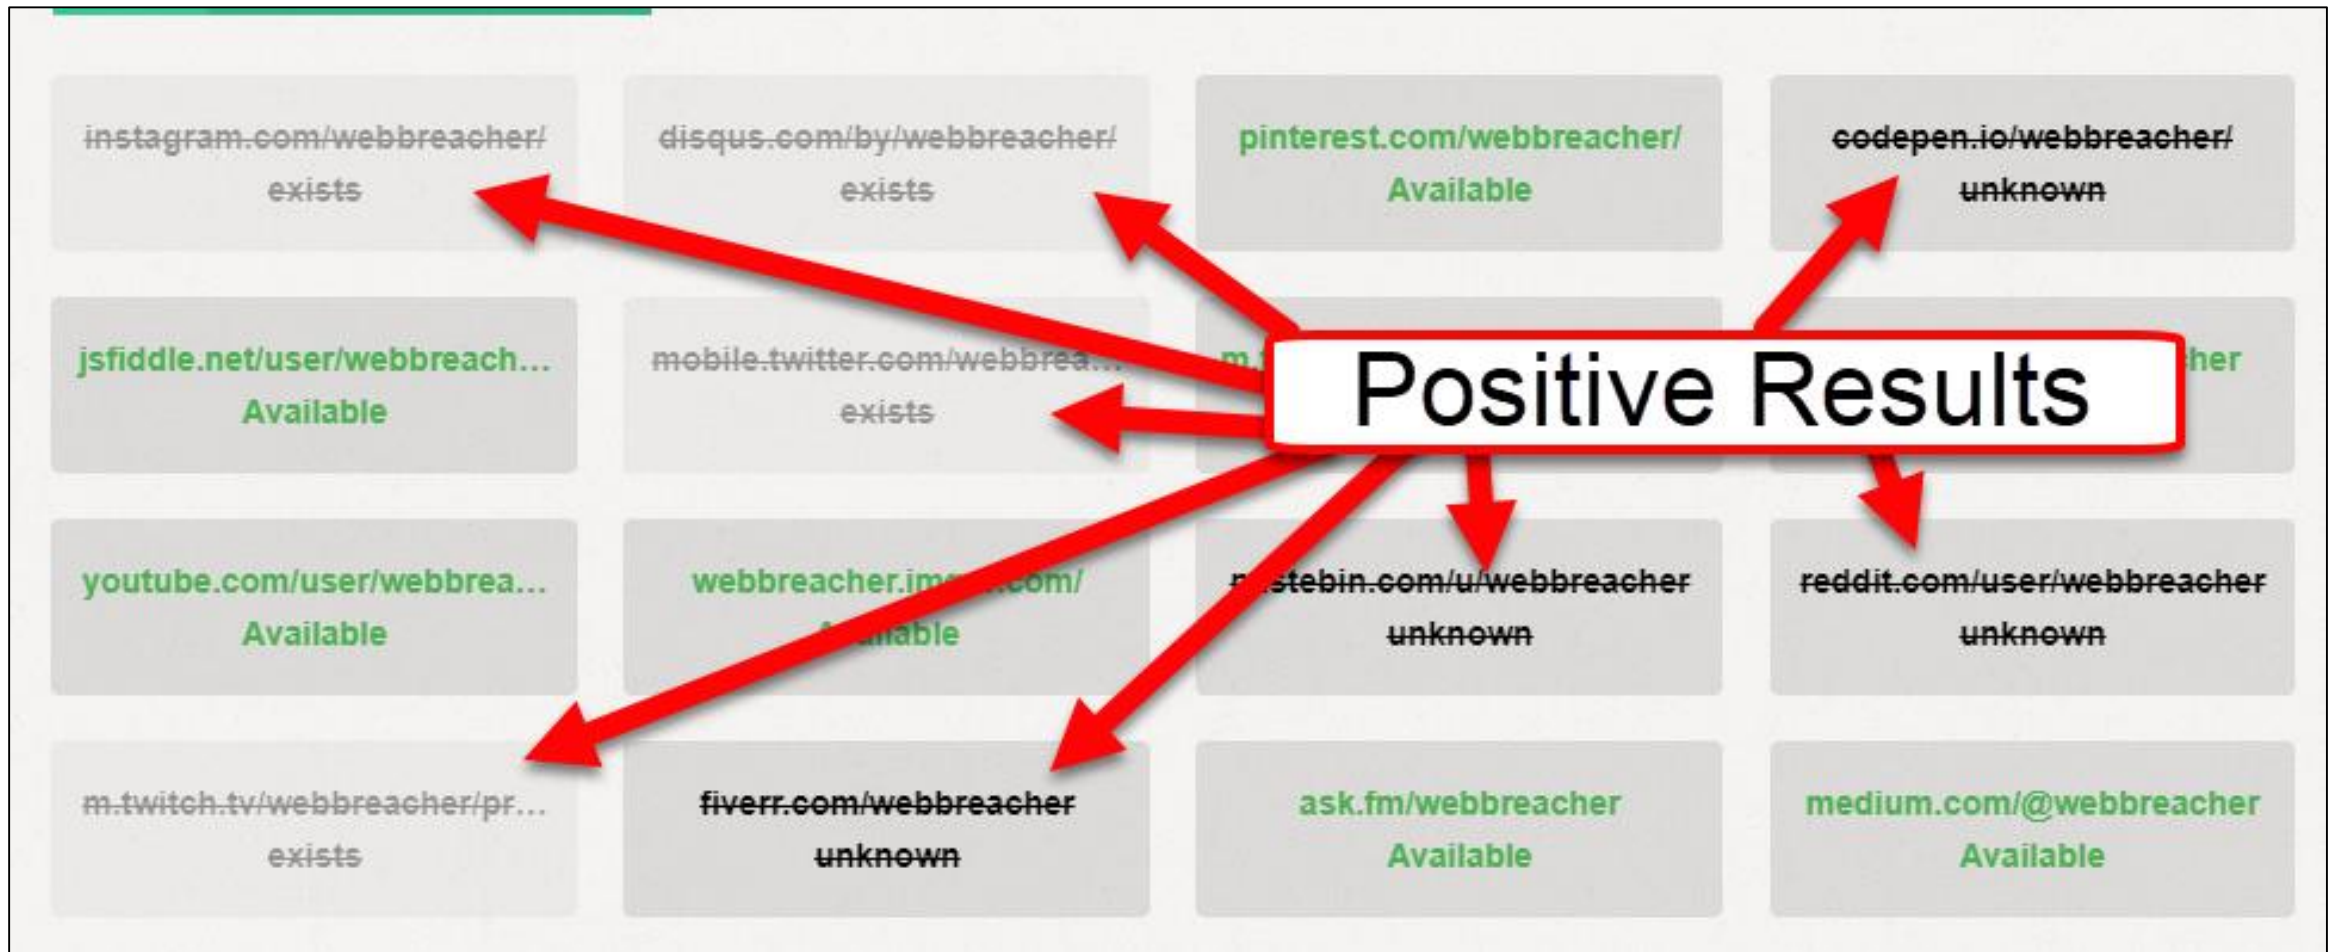 instagram.com/webbreacher/
exists
disqus.com/by/webbreacher/
exists
pinterest.com/webbreacher/
Available
codepen.io/webbreacher/
unknown
jsfiddle.net/user/webbreach...
Available
mobile.twitter.com/webbrea...
exists
Positive Results
youtube.com/user/webbrea...
Available
webbreacher.imgur.com/
Available
pastebin.com/u/webbreacher
unknown
reddit.com/user/webbreacher
unknown
m.twitch.tv/webbreacher/pr...
exists
fiverr.com/webbreacher
unknown
ask.fm/webbreacher
Available
medium.com/@webbreacher
Available